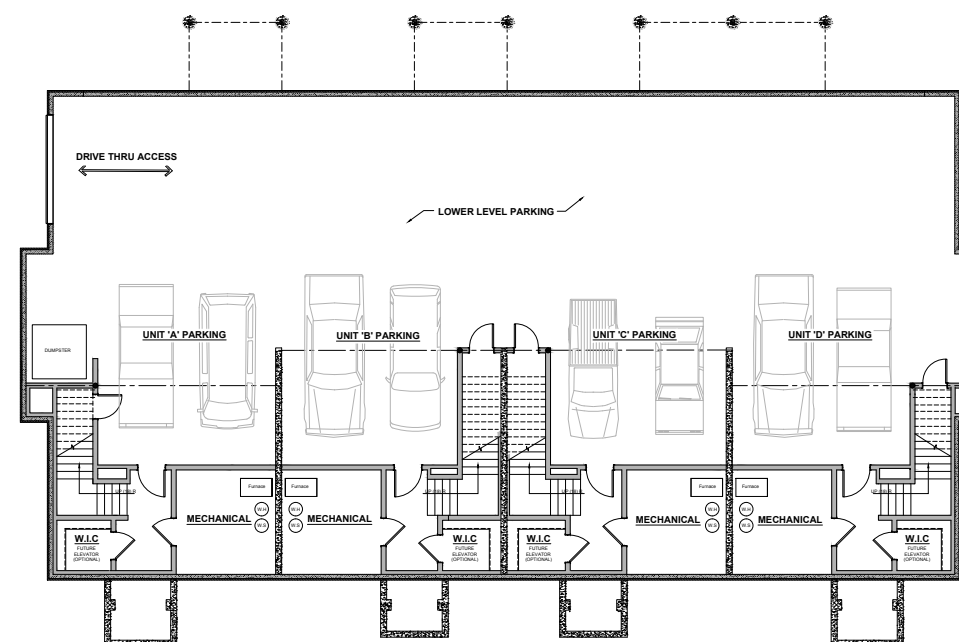 DRIVE THRU ACCESS
LOWER LEVEL PARKING
UNIT 'A' PARKING
UNIT 'B' PARKING
UNIT 'C' PARKING
UNIT 'D' PARKING
DUMPSTER
Furnace
Furnace
Furnace
Furnace
W.H
W.H
W.H
W.H
W.S
W.S
W.S
W.S
MECHANICAL
MECHANICAL
MECHANICAL
MECHANICAL
W.I.C
FUTURE
ELEVATOR
(OPTIONAL)
W.I.C
FUTURE
ELEVATOR
(OPTIONAL)
W.I.C
FUTURE
ELEVATOR
(OPTIONAL)
W.I.C
FUTURE
ELEVATOR
(OPTIONAL)